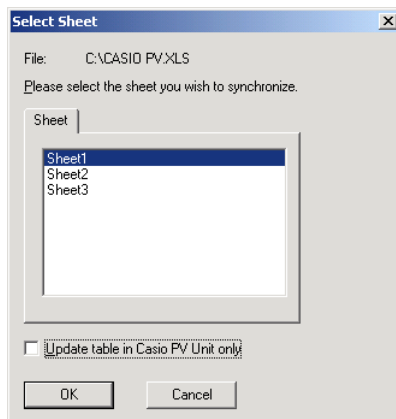 Select Sheet
File: C:\CASIO PV.XLS
Please select the sheet you wish to synchronize.
Sheet
Sheet1
Sheet2
Sheet3
Update table in Casio PV Unit only
OK Cancel